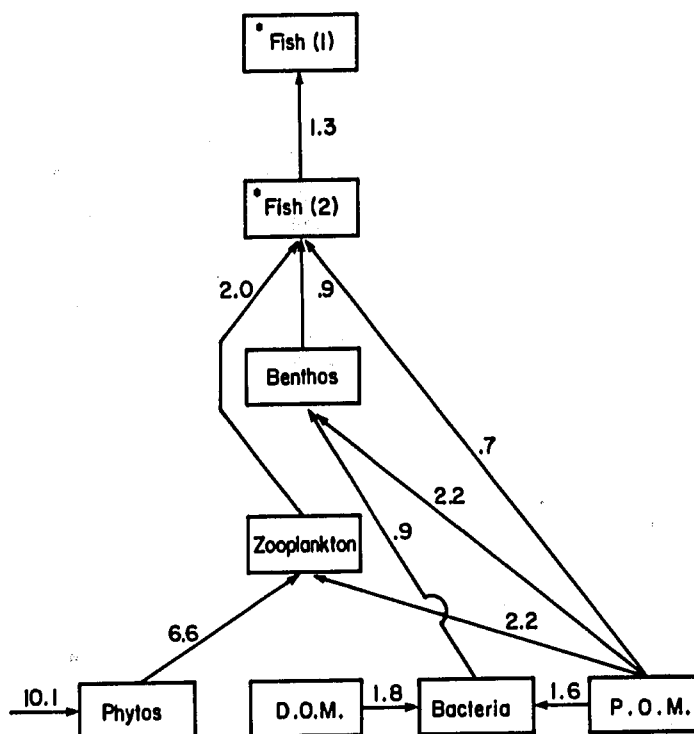 * Fish (1)
1.3
* Fish (2)
2.0
.9
Benthos
.7
2.2
.9
Zooplankton
6.6
2.2
10.1
Phytos
D.O.M.
1.8
Bacteria
1.6
P.O.M.